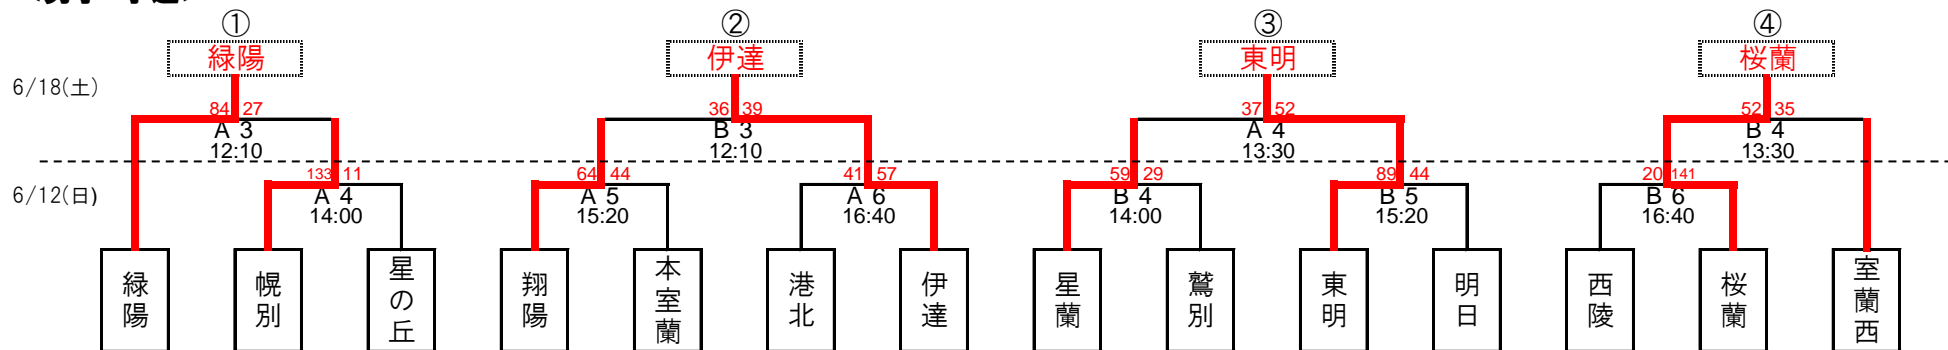 ① ② ③ ④
緑陽 伊達 東明 桜蘭
6/18(土)
84 27 36 39 37 52 52 35
A 3 B 3 A 4 B 4
12:10 12:10 13:30 13:30
133 11 64 44 41 57 59 29 89 44 20 141
6/12(日)
A 4 A 5 A 6 B 4 B 5 B 6
14:00 15:20 16:40 14:00 15:20 16:40
緑陽 幌別 星の丘 翔陽 本室蘭 港北 伊達 星蘭 鷲別 東明 明日 西陵 桜蘭 室蘭西